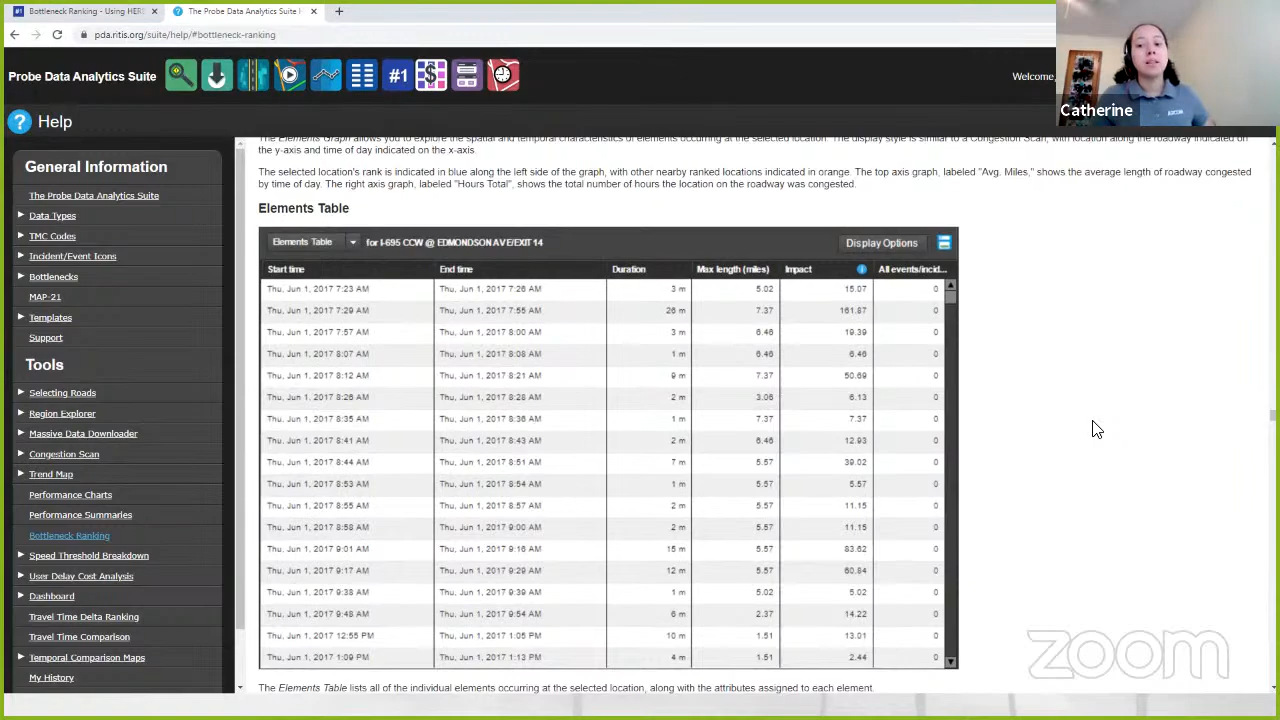 Bottleneck Ranking - Using HERE
The Probe Data Analytics Suite
pda.ritis.org/suite/help/#bottleneck-ranking
Probe Data Analytics Suite
#1
Welcome,
Catherine
? Help
General Information
The Probe Data Analytics Suite
Data Types
TMC Codes
Incident/Event Icons
Bottlenecks
MAP-21
Templates
Support
Tools
Selecting Roads
Region Explorer
Massive Data Downloader
Congestion Scan
Trend Map
Performance Charts
Performance Summaries
Bottleneck Ranking
Speed Threshold Breakdown
User Delay Cost Analysis
Dashboard
Travel Time Delta Ranking
Travel Time Comparison
Temporal Comparison Maps
My History
The Elements Graph allows you to explore the spatial and temporal characteristics of elements occurring at the selected location. The display style is similar to a Congestion Scan, with location along the roadway indicated on
the y-axis and time of day indicated on the x-axis.
The selected location's rank is indicated in blue along the left side of the graph, with other nearby ranked locations indicated in orange. The top axis graph, labeled "Avg. Miles," shows the average length of roadway congested
by time of day. The right axis graph, labeled "Hours Total", shows the total number of hours the location on the roadway was congested.
Elements Table
Elements Table for I-695 CCW @ EDMONDSON AVE/EXIT 14 Display Options
Start time End time Duration Max length (miles) Impact All events/incid...
Thu, Jun 1, 2017 7:23 AM Thu, Jun 1, 2017 7:26 AM 3 m 5.02 15.07 0
Thu, Jun 1, 2017 7:29 AM Thu, Jun 1, 2017 7:55 AM 26 m 7.37 161.87 0
Thu, Jun 1, 2017 7:57 AM Thu, Jun 1, 2017 8:00 AM 3 m 6.46 19.39 0
Thu, Jun 1, 2017 8:07 AM Thu, Jun 1, 2017 8:08 AM 1 m 6.46 6.46 0
Thu, Jun 1, 2017 8:12 AM Thu, Jun 1, 2017 8:21 AM 9 m 7.37 50.69 0
Thu, Jun 1, 2017 8:26 AM Thu, Jun 1, 2017 8:28 AM 2 m 3.06 6.13 0
Thu, Jun 1, 2017 8:35 AM Thu, Jun 1, 2017 8:36 AM 1 m 7.37 7.37 0
Thu, Jun 1, 2017 8:41 AM Thu, Jun 1, 2017 8:43 AM 2 m 6.46 12.93 0
Thu, Jun 1, 2017 8:44 AM Thu, Jun 1, 2017 8:51 AM 7 m 5.57 39.02 0
Thu, Jun 1, 2017 8:53 AM Thu, Jun 1, 2017 8:54 AM 1 m 5.57 5.57 0
Thu, Jun 1, 2017 8:55 AM Thu, Jun 1, 2017 8:57 AM 2 m 5.57 11.15 0
Thu, Jun 1, 2017 8:58 AM Thu, Jun 1, 2017 9:00 AM 2 m 5.57 11.15 0
Thu, Jun 1, 2017 9:01 AM Thu, Jun 1, 2017 9:16 AM 15 m 5.57 83.62 0
Thu, Jun 1, 2017 9:17 AM Thu, Jun 1, 2017 9:29 AM 12 m 5.57 60.84 0
Thu, Jun 1, 2017 9:38 AM Thu, Jun 1, 2017 9:39 AM 1 m 5.02 5.02 0
Thu, Jun 1, 2017 9:48 AM Thu, Jun 1, 2017 9:54 AM 6 m 2.37 14.22 0
Thu, Jun 1, 2017 12:55 PM Thu, Jun 1, 2017 1:05 PM 10 m 1.51 13.01 0
Thu, Jun 1, 2017 1:09 PM Thu, Jun 1, 2017 1:13 PM 4 m 1.51 2.44 0
The Elements Table lists all of the individual elements occurring at the selected location, along with the attributes assigned to each element.
zoom